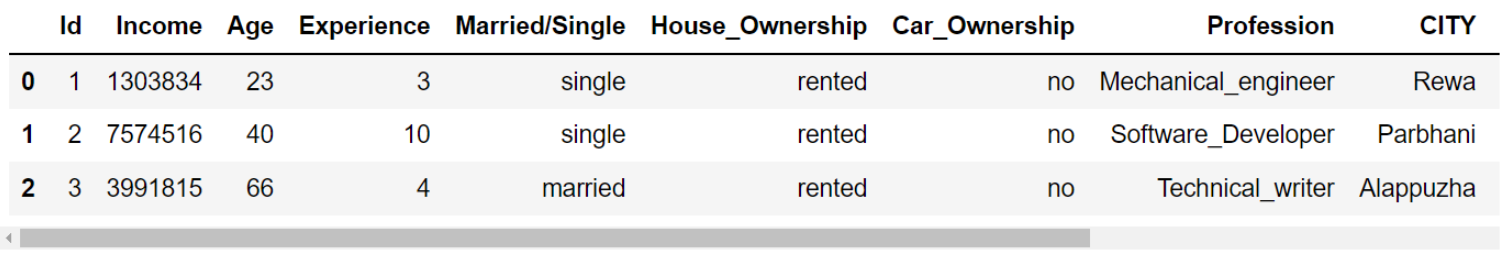 Id Income Age Experience Married/Single House_Ownership Car_Ownership Profession CITY
0 1 1303834 23 3 single rented no Mechanical_engineer Rewa
1 2 7574516 40 10 single rented no Software_Developer Parbhani
2 3 3991815 66 4 married rented no Technical_writer Alappuzha